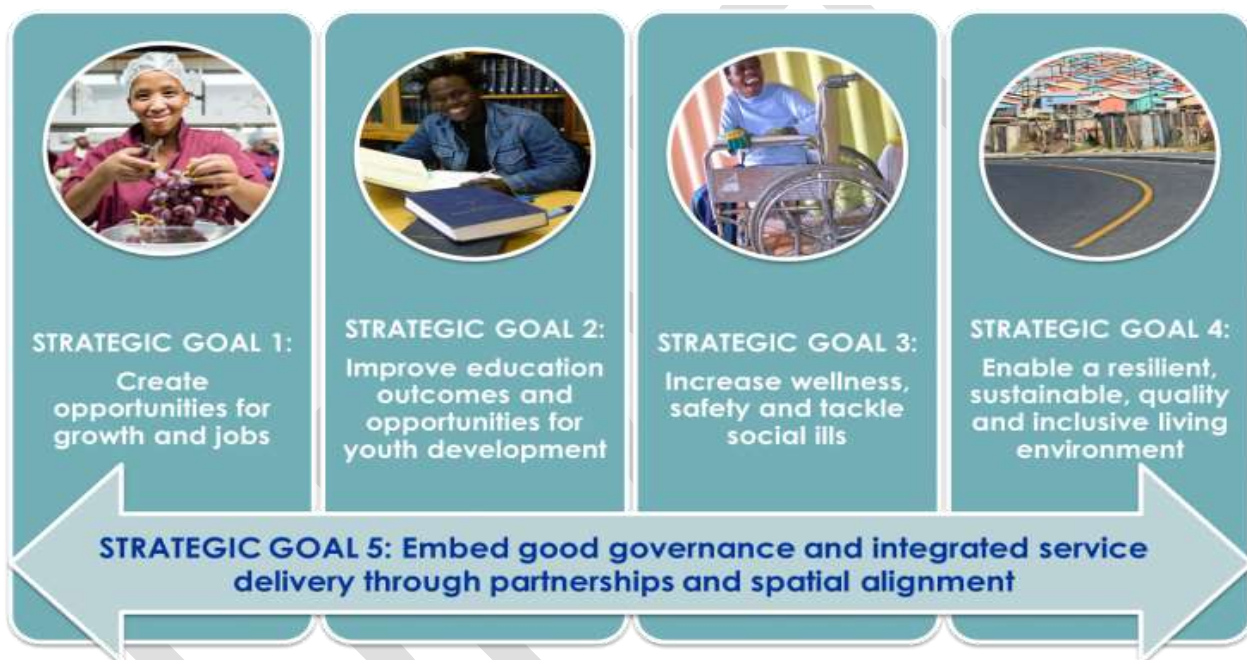 STRATEGIC GOAL 1:
Create
opportunities for
growth and jobs
STRATEGIC GOAL 2:
Improve education
outcomes and
opportunities for
youth development
STRATEGIC GOAL 3:
Increase wellness,
safety and tackle
social ills
STRATEGIC GOAL 4:
Enable a resilient,
sustainable, quality
and inclusive living
environment
STRATEGIC GOAL 5: Embed good governance and integrated service
delivery through partnerships and spatial alignment